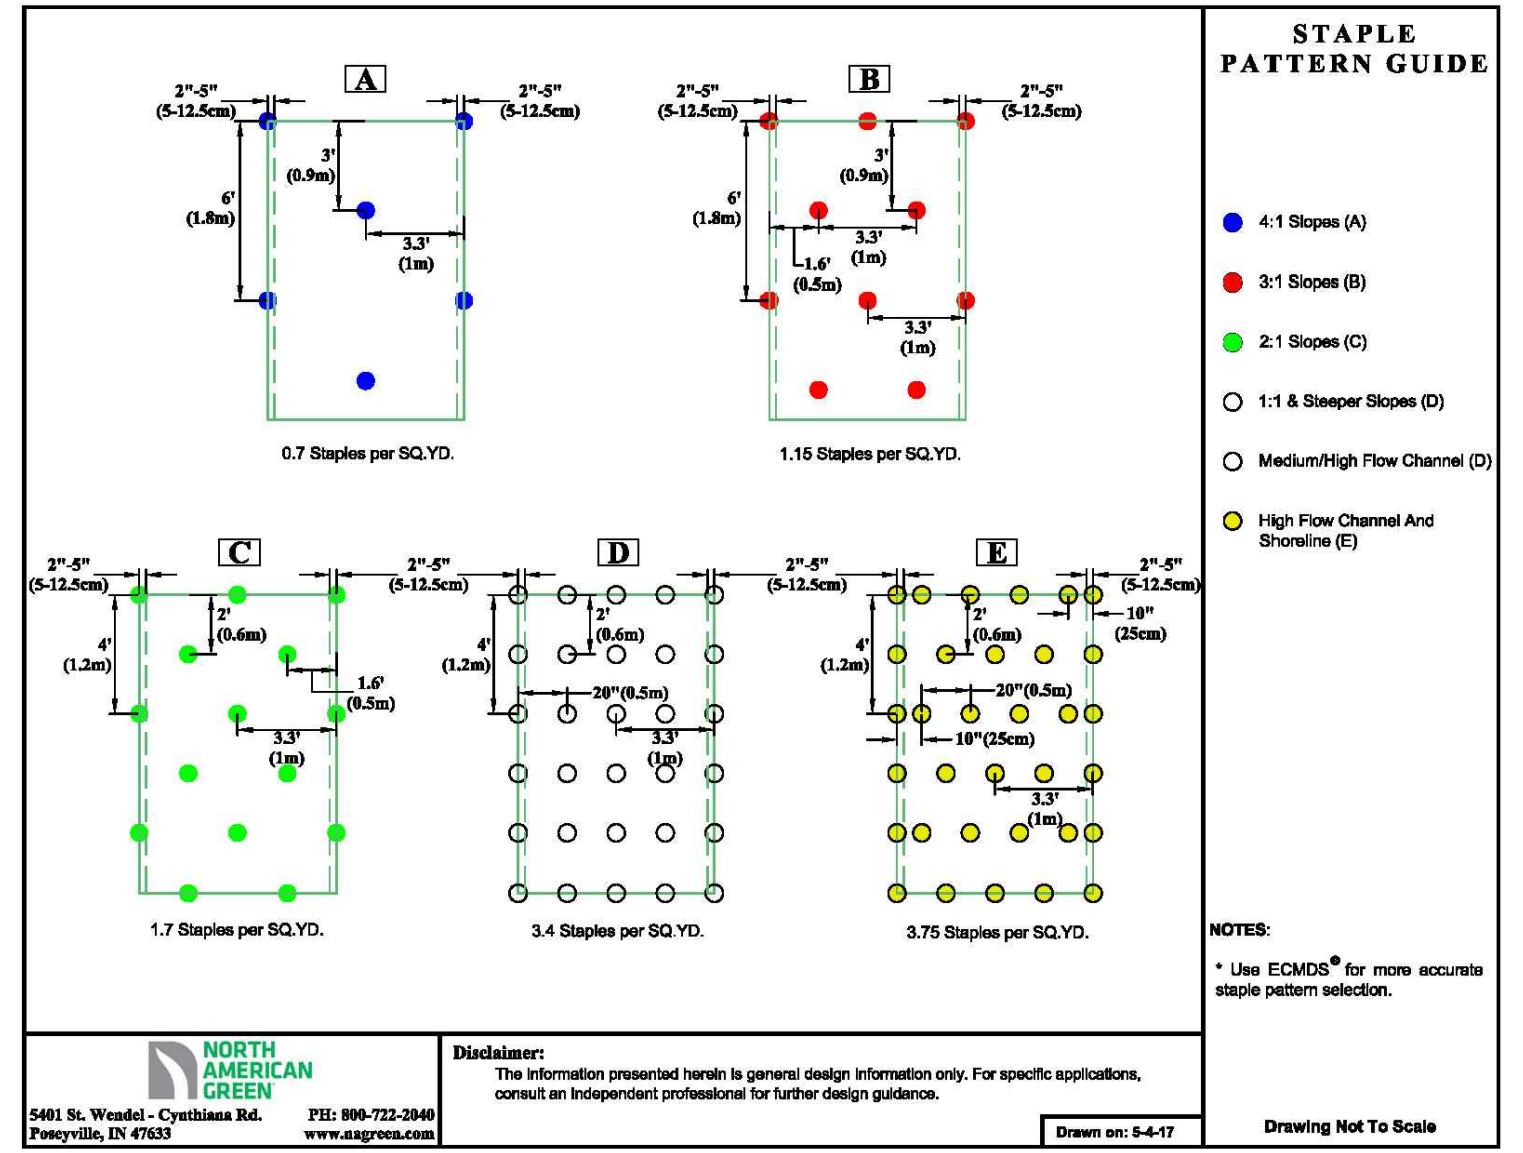 STAPLE
PATTERN GUIDE
A
2"-5"
(5-12.5cm)
2"-5"
(5-12.5cm)
3'
(0.9m)
6'
(1.8m)
3.3'
(1m)
0.7 Staples per SQ.YD.
B
2"-5"
(5-12.5cm)
2"-5"
(5-12.5cm)
3'
(0.9m)
6'
(1.8m)
3.3'
(1m)
1.6'
(0.5m)
3.3'
(1m)
1.15 Staples per SQ.YD.
4:1 Slopes (A)
3:1 Slopes (B)
2:1 Slopes (C)
1:1 & Steeper Slopes (D)
Medium/High Flow Channel (D)
High Flow Channel And
Shoreline (E)
C
2"-5"
(5-12.5cm)
2"-5"
(5-12.5cm)
2'
(0.6m)
4'
(1.2m)
1.6'
(0.5m)
3.3'
(1m)
1.7 Staples per SQ.YD.
D
2'
(0.6m)
4'
(1.2m)
20"(0.5m)
3.3'
(1m)
3.4 Staples per SQ.YD.
E
2"-5"
(5-12.5cm)
2"-5"
(5-12.5cm)
2'
(0.6m)
10"
(25cm)
4'
(1.2m)
20"(0.5m)
10"(25cm)
3.3'
(1m)
3.75 Staples per SQ.YD.
NOTES:
* Use ECMDS® for more accurate
staple pattern selection.
NORTH
AMERICAN
GREEN
5401 St. Wendel - Cynthiana Rd.
Poseyville, IN 47633
PH: 800-722-2040
www.nagreen.com
Disclaimer:
The information presented herein is general design information only. For specific applications,
consult an independent professional for further design guidance.
Drawn on: 5-4-17
Drawing Not To Scale